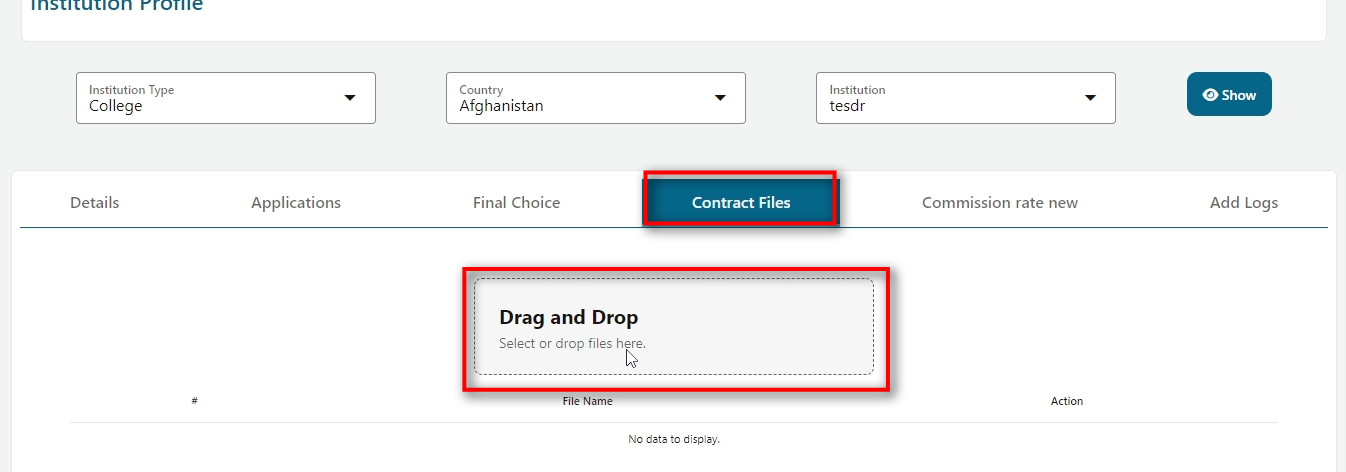 Institution Profile
Institution Type
College
Country
Afghanistan
Institution
tesdr
Show
Details Applications Final Choice Contract Files Commission rate new Add Logs
Drag and Drop
Select or drop files here.
# File Name Action
No data to display.